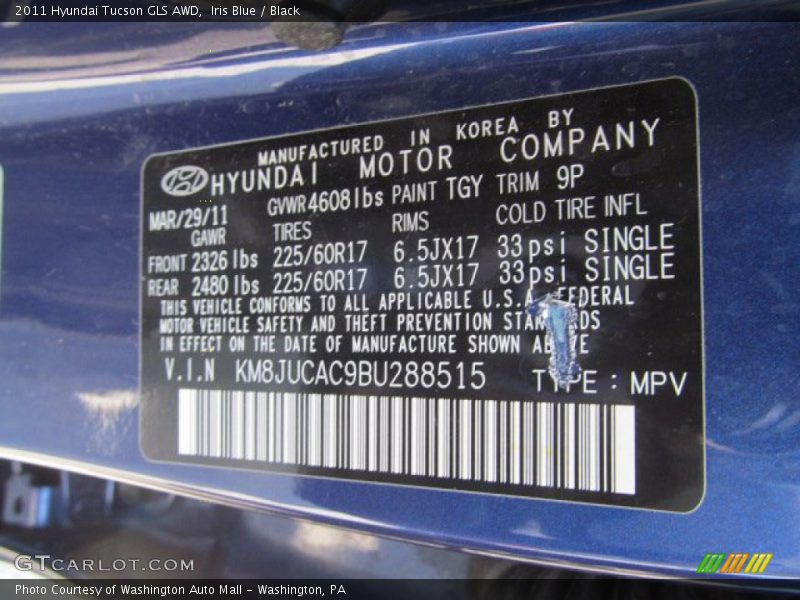 2011 Hyundai Tucson GLS AWD,  Iris Blue / Black
MANUFACTURED IN KOREA BY
HYUNDAI MOTOR COMPANY
MAR/29/11 GVWR 4608 lbs PAINT TGY TRIM 9P
GAWR TIRES RIMS COLD TIRE INFL
FRONT 2326 lbs 225/60R17 6.5JX17 33psi SINGLE
REAR 2480 lbs 225/60R17 6.5JX17 33psi SINGLE
THIS VEHICLE CONFORMS TO ALL APPLICABLE U.S.A. FEDERAL
MOTOR VEHICLE SAFETY AND THEFT PREVENTION
IN EFFECT ON THE DATE OF MANUFACTURE SHOWN
V.I.N KM8JUCAC9BU288515 TYPE : MPV
GTCARLOT.COM
Photo Courtesy of Washington Auto Mall - Washington, PA